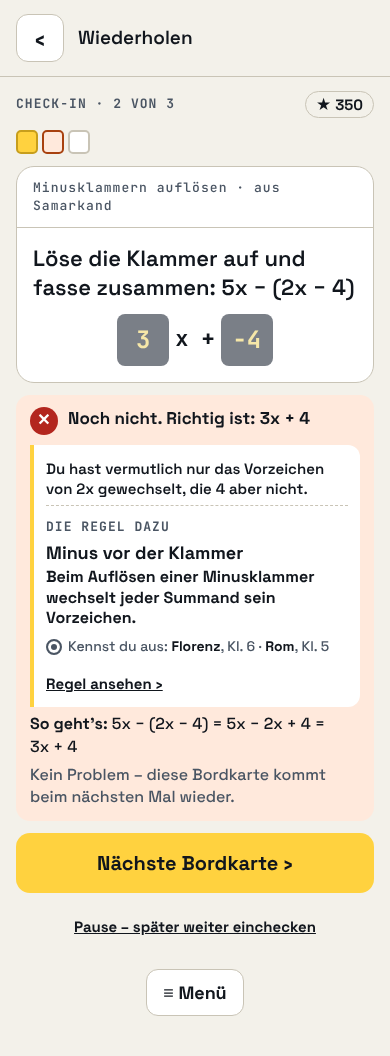 < Wiederholen
CHECK-IN · 2 VON 3
★ 350
Minusklammern auflösen · aus
Samarkand
Löse die Klammer auf und
fasse zusammen: 5x − (2x − 4)
3 x + -4
✕ Noch nicht. Richtig ist: 3x + 4
Du hast vermutlich nur das Vorzeichen
von 2x gewechselt, die 4 aber nicht.
DIE REGEL DAZU
Minus vor der Klammer
Beim Auflösen einer Minusklammer
wechselt jeder Summand sein
Vorzeichen.
Kennst du aus: Florenz, Kl. 6 · Rom, Kl. 5
Regel ansehen >
So geht's: 5x − (2x − 4) = 5x − 2x + 4 =
3x + 4
Kein Problem – diese Bordkarte kommt
beim nächsten Mal wieder.
Nächste Bordkarte >
Pause – später weiter einchecken
≡ Menü